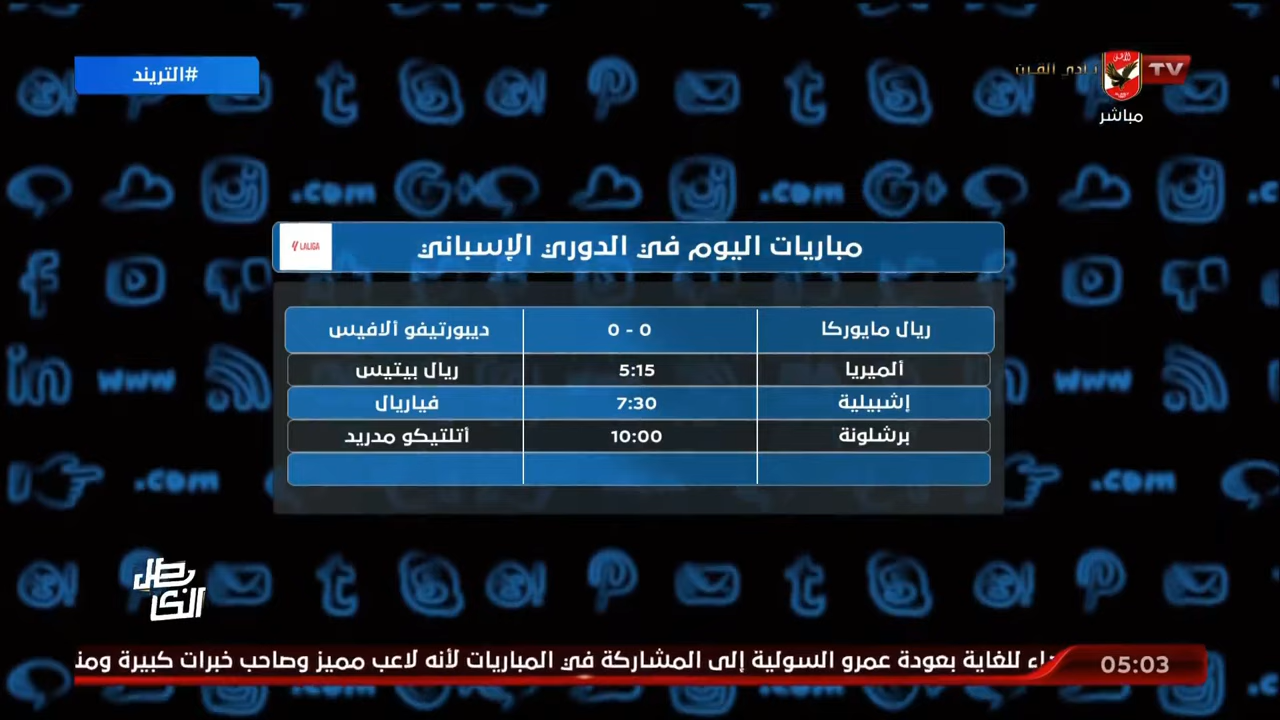 #التريند
نادي القرن
TV
مباشر
مباريات اليوم في الدوري الإسباني
LALIGA
ريال مايوركا 0 - 0 ديبورتيفو ألافيس
ألميريا 5:15 ريال بيتيس
إشبيلية 7:30 فياريال
برشلونة 10:00 أتلتيكو مدريد
للغاية بعودة عمرو السولية إلى المشاركة في المباريات لأنه لاعب مميز وصاحب خبرات كبيرة
05:03